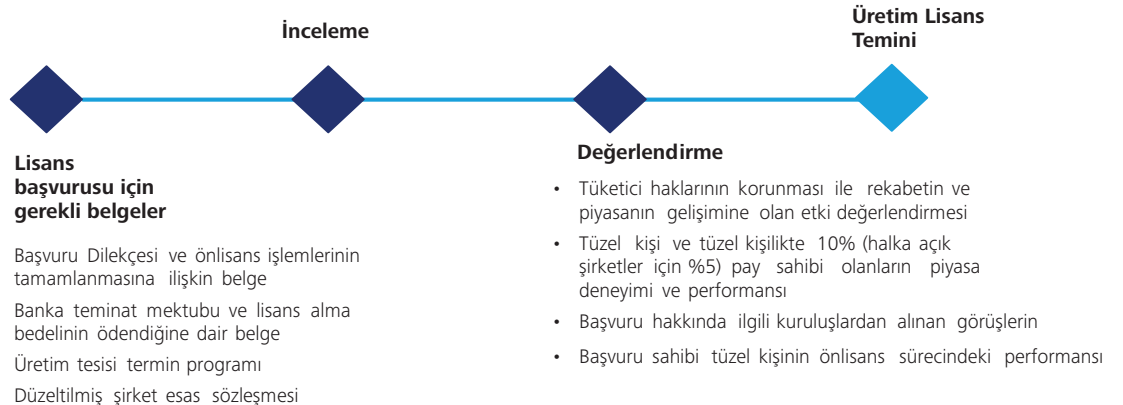 İnceleme
Üretim Lisans
Temini
Lisans
başvurusu için
gerekli belgeler
Başvuru Dilekçesi ve önlisans işlemlerinin
tamamlanmasına ilişkin belge
Banka teminat mektubu ve lisans alma
bedelinin ödendiğine dair belge
Üretim tesisi termin programı
Düzeltilmiş şirket esas sözleşmesi
Değerlendirme
• Tüketici haklarının korunması ile rekabetin ve
piyasanın gelişimine olan etki değerlendirmesi
• Tüzel kişi ve tüzel kişilikte 10% (halka açık
şirketler için %5) pay sahibi olanların piyasa
deneyimi ve performansı
• Başvuru hakkında ilgili kuruluşlardan alınan görüşlerin
• Başvuru sahibi tüzel kişinin önlisans sürecindeki performansı